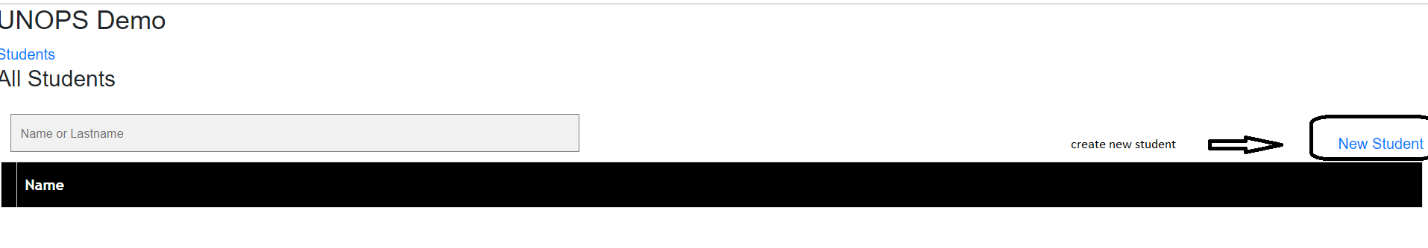 UNOPS Demo
Students
All Students
Name or Lastname
create new student
New Student
Name